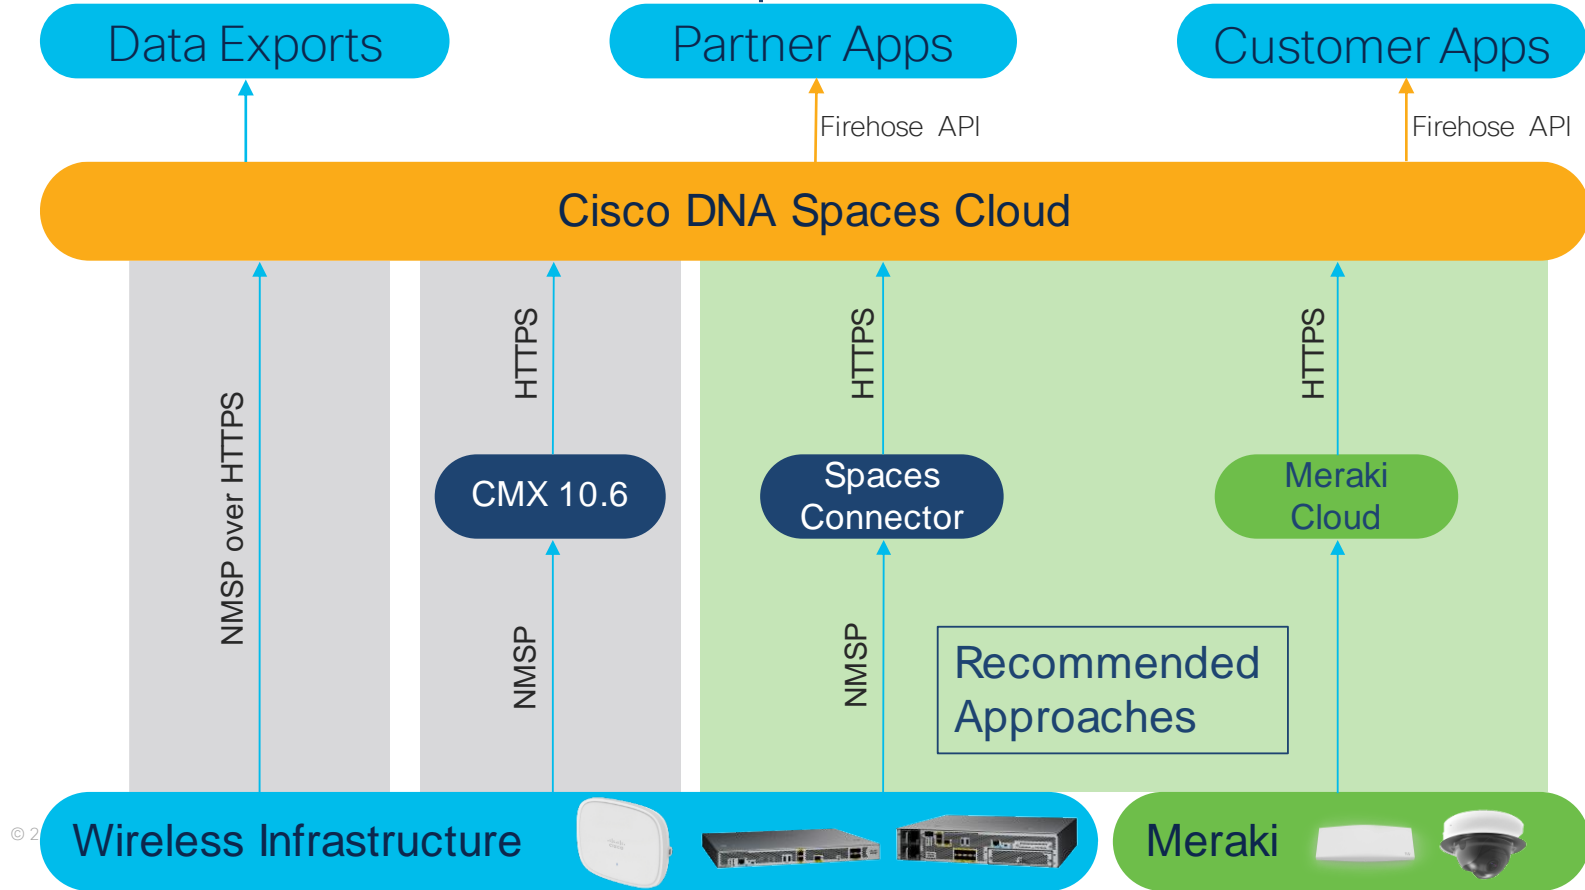 Data Exports
Partner Apps
Customer Apps
Firehose API
Firehose API
Cisco DNA Spaces Cloud
NMSP over HTTPS
HTTPS
HTTPS
HTTPS
CMX 10.6
Spaces
Connector
Meraki
Cloud
NMSP
NMSP
Recommended
Approaches
© 2
Wireless Infrastructure
Meraki